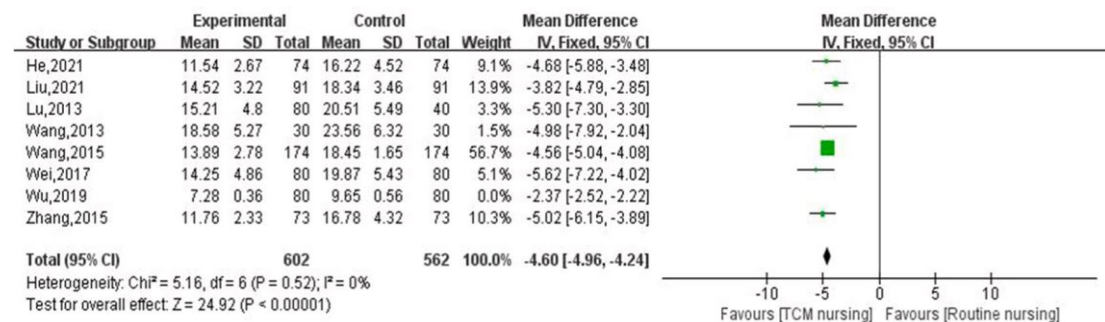 Experimental Control Mean Difference Mean Difference
Study or Subgroup Mean SD Total Mean SD Total Weight IV, Fixed, 95% CI IV, Fixed, 95% CI
He,2021 11.54 2.67 74 16.22 4.52 74 9.1% -4.68 [-5.88, -3.48]
Liu,2021 14.52 3.22 91 18.34 3.46 91 13.9% -3.82 [-4.79, -2.85]
Lu,2013 15.21 4.8 80 20.51 5.49 40 3.3% -5.30 [-7.30, -3.30]
Wang,2013 18.58 5.27 30 23.56 6.32 30 1.5% -4.98 [-7.92, -2.04]
Wang,2015 13.89 2.78 174 18.45 1.65 174 56.7% -4.56 [-5.04, -4.08]
Wei,2017 14.25 4.86 80 19.87 5.43 80 5.1% -5.62 [-7.22, -4.02]
Wu,2019 7.28 0.36 80 9.65 0.56 80 0.0% -2.37 [-2.52, -2.22]
Zhang,2015 11.76 2.33 73 16.78 4.32 73 10.3% -5.02 [-6.15, -3.89]
Total (95% CI) 602 562 100.0% -4.60 [-4.96, -4.24]
Heterogeneity: Chi² = 5.16, df = 6 (P = 0.52); I² = 0%
Test for overall effect: Z = 24.92 (P < 0.00001)
-10 -5 0 5 10
Favours [TCM nursing] Favours [Routine nursing]